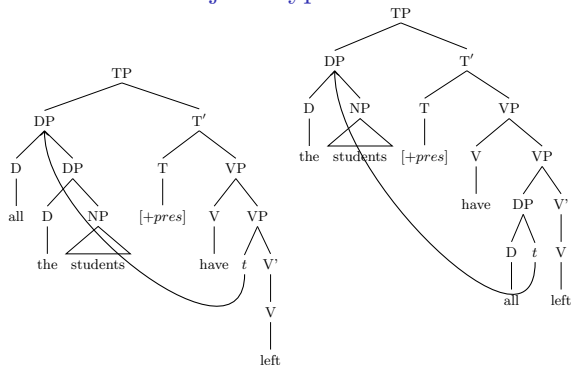 TP
DP T′
D DP T VP
all D NP [+pres] V VP
the students have t V'
V
left
TP
DP T′
D NP T VP
the students [+pres] V VP
have DP V'
D t V
all left